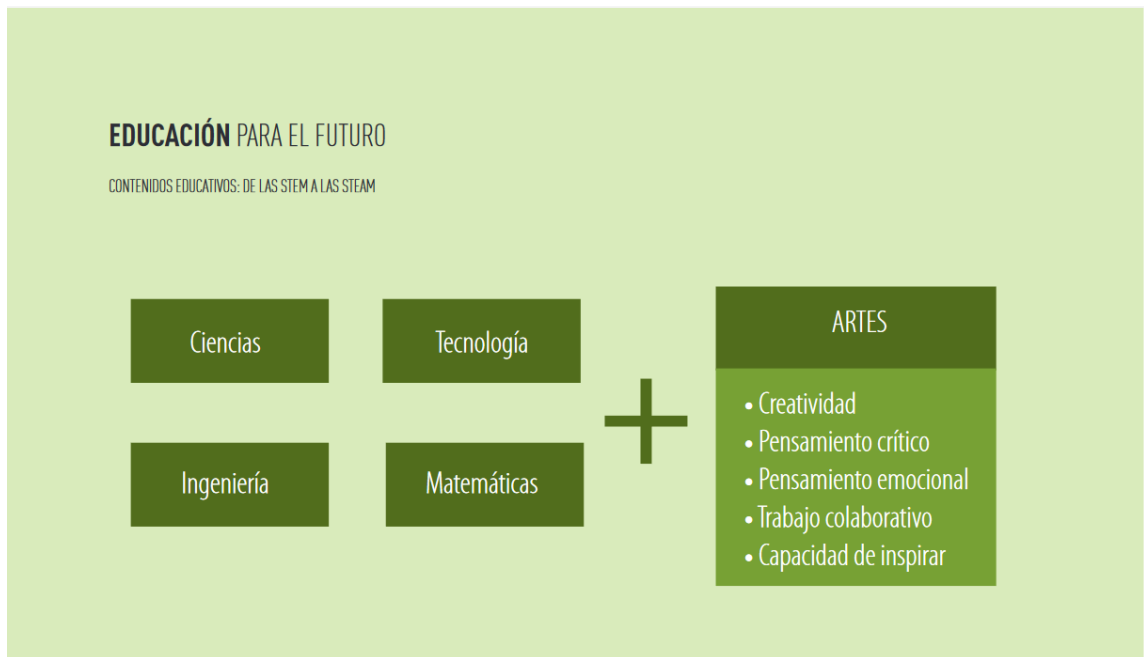 EDUCACIÓN PARA EL FUTURO
CONTENIDOS EDUCATIVOS: DE LAS STEM A LAS STEAM
Ciencias
Tecnología
Ingeniería
Matemáticas
+
ARTES
• Creatividad
• Pensamiento crítico
• Pensamiento emocional
• Trabajo colaborativo
• Capacidad de inspirar